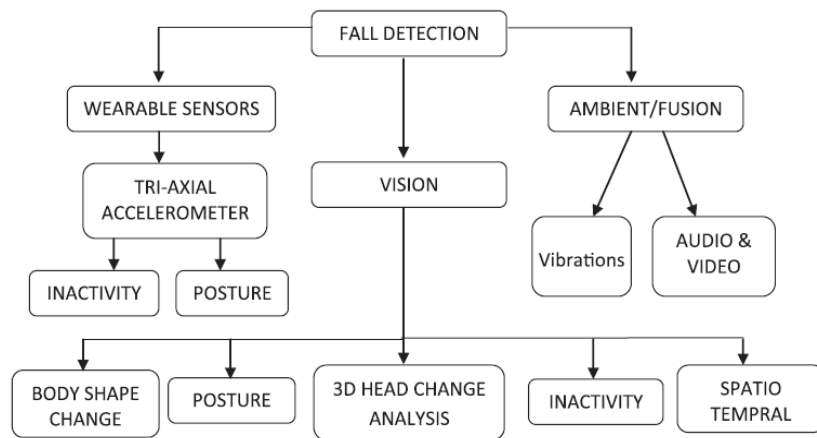 FALL DETECTION
WEARABLE SENSORS
AMBIENT/FUSION
TRI-AXIAL
ACCELEROMETER
VISION
Vibrations
AUDIO &
VIDEO
INACTIVITY
POSTURE
BODY SHAPE
CHANGE
POSTURE
3D HEAD CHANGE
ANALYSIS
INACTIVITY
SPATIO
TEMPRAL